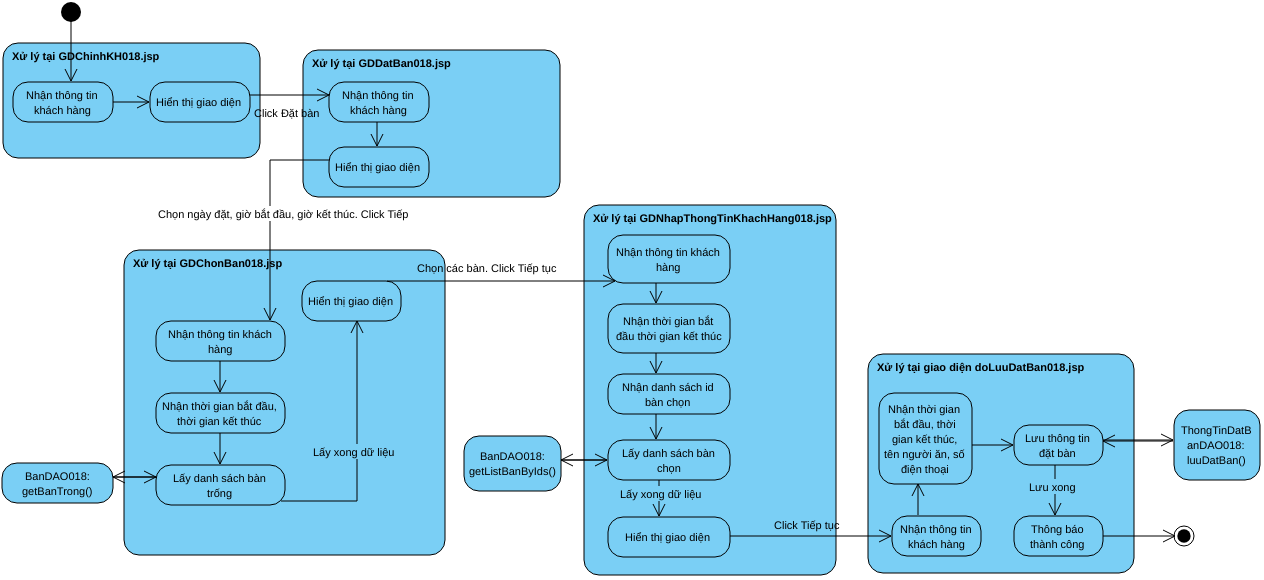 Xử lý tại GDChinhKH018.jsp
Nhận thông tin
khách hàng
Hiển thị giao diện
Click Đặt bàn
Xử lý tại GDDatBan018.jsp
Nhận thông tin
khách hàng
Hiển thị giao diện
Chọn ngày đặt, giờ bắt đầu, giờ kết thúc. Click Tiếp
Xử lý tại GDChonBan018.jsp
Nhận thông tin khách
hàng
Nhận thời gian bắt đầu,
thời gian kết thúc
Lấy danh sách bàn
trống
BanDAO018:
getBanTrong()
Lấy xong dữ liệu
Hiển thị giao diện
Chọn các bàn. Click Tiếp tục
Xử lý tại GDNhapThongTinKhachHang018.jsp
Nhận thông tin khách
hàng
Nhận thời gian bắt
đầu thời gian kết thúc
Nhận danh sách id
bàn chọn
Lấy danh sách bàn
chọn
BanDAO018:
getListBanByIds()
Lấy xong dữ liệu
Hiển thị giao diện
Click Tiếp tục
Xử lý tại giao diện doLuuDatBan018.jsp
Nhận thông tin
khách hàng
Nhận thời gian
bắt đầu, thời
gian kết thúc,
tên người ăn, số
điện thoại
Lưu thông tin
đặt bàn
ThongTinDatB
anDAO018:
luuDatBan()
Lưu xong
Thông báo
thành công